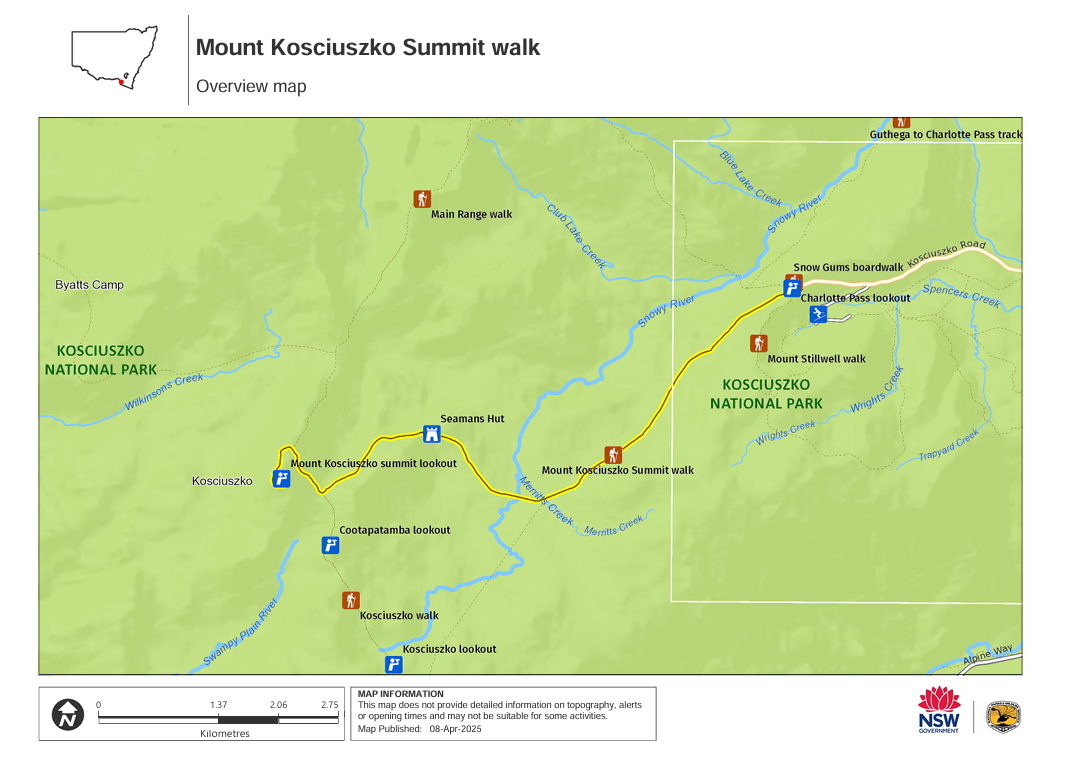 Mount Kosciuszko Summit walk
Overview map
Guthega to Charlotte Pass track
Blue Lake Creek
Snowy River
Main Range walk
Club Lake Creek
Kosciuszko Road
Snow Gums boardwalk
Byatts Camp
Charlotte Pass lookout
Spencers Creek
Snowy River
KOSCIUSZKO
NATIONAL PARK
Mount Stillwell walk
KOSCIUSZKO
NATIONAL PARK
Wilkinsons Creek
Wrights Creek
Seamans Hut
Wrights Creek
Trapyard Creek
Mount Kosciuszko summit lookout
Mount Kosciuszko Summit walk
Kosciuszko
Merritts Creek
Merritts Creek
Cootapatamba lookout
Kosciuszko walk
Swampy Plain River
Kosciuszko lookout
Alpine Way
N
0 1.37 2.06 2.75
Kilometres
MAP INFORMATION
This map does not provide detailed information on topography, alerts
or opening times and may not be suitable for some activities.
Map Published: 08-Apr-2025
NSW
GOVERNMENT